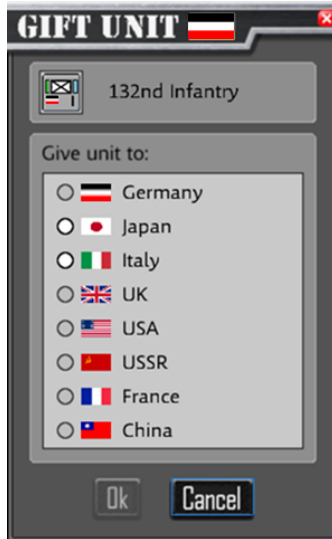 GIFT UNIT
132nd Infantry
Give unit to:
Germany
Japan
Italy
UK
USA
USSR
France
China
Ok
Cancel